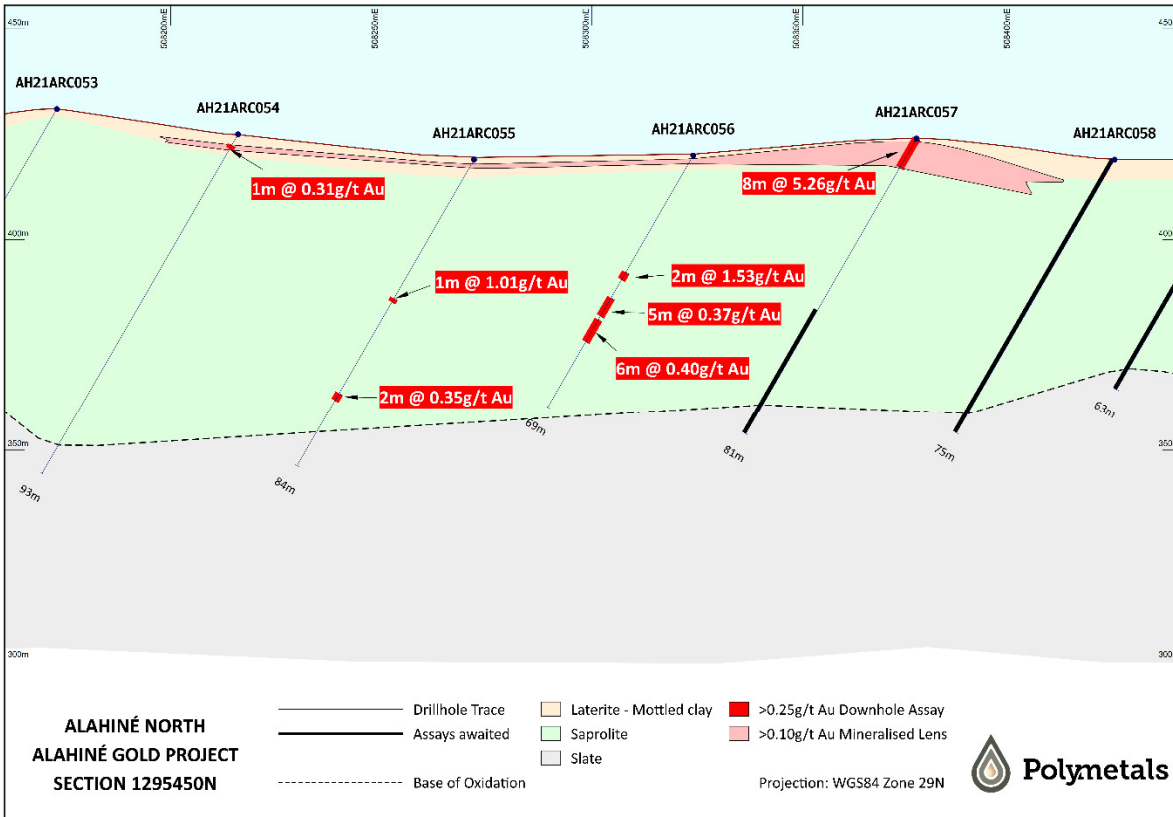 450m
508200mE
508250mE
508300mE
508350mE
508400mE
450
AH21ARC053
AH21ARC054
AH21ARC055
AH21ARC056
AH21ARC057
AH21ARC058
1m @ 0.31g/t Au
8m @ 5.26g/t Au
400m
400
1m @ 1.01g/t Au
2m @ 1.53g/t Au
5m @ 0.37g/t Au
6m @ 0.40g/t Au
2m @ 0.35g/t Au
63m
69m
350m
350
81m
75m
84m
93m
300m
300
ALAHINÉ NORTH
ALAHINÉ GOLD PROJECT
SECTION 1295450N
Drillhole Trace
Assays awaited
Base of Oxidation
Laterite - Mottled clay
Saprolite
Slate
>0.25g/t Au Downhole Assay
>0.10g/t Au Mineralised Lens
Projection: WGS84 Zone 29N
Polymetals